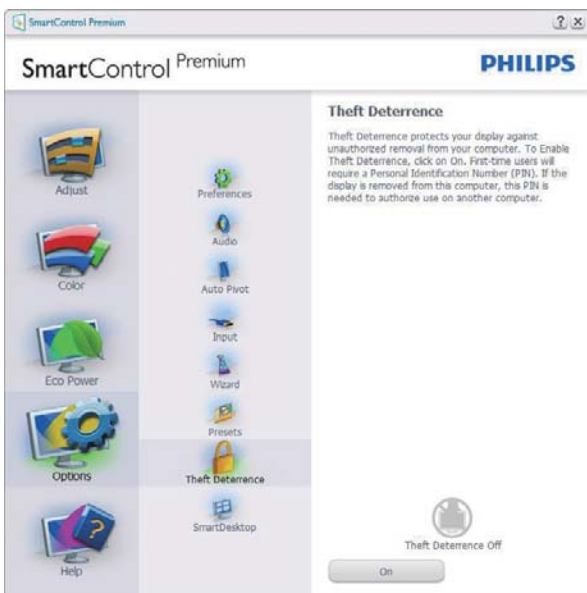 SmartControl Premium
SmartControl Premium
PHILIPS
Adjust
Color
Eco Power
Options
Help
Preferences
Audio
Auto Pivot
Input
Wizard
Presets
Theft Deterrence
SmartDesktop
Theft Deterrence
Theft Deterrence protects your display against
unauthorized removal from your computer. To Enable
Theft Deterrence, click on On. First-time users will
require a Personal Identification Number (PIN). If the
display is removed from this computer, this PIN is
needed to authorize use on another computer.
Theft Deterrence Off
On